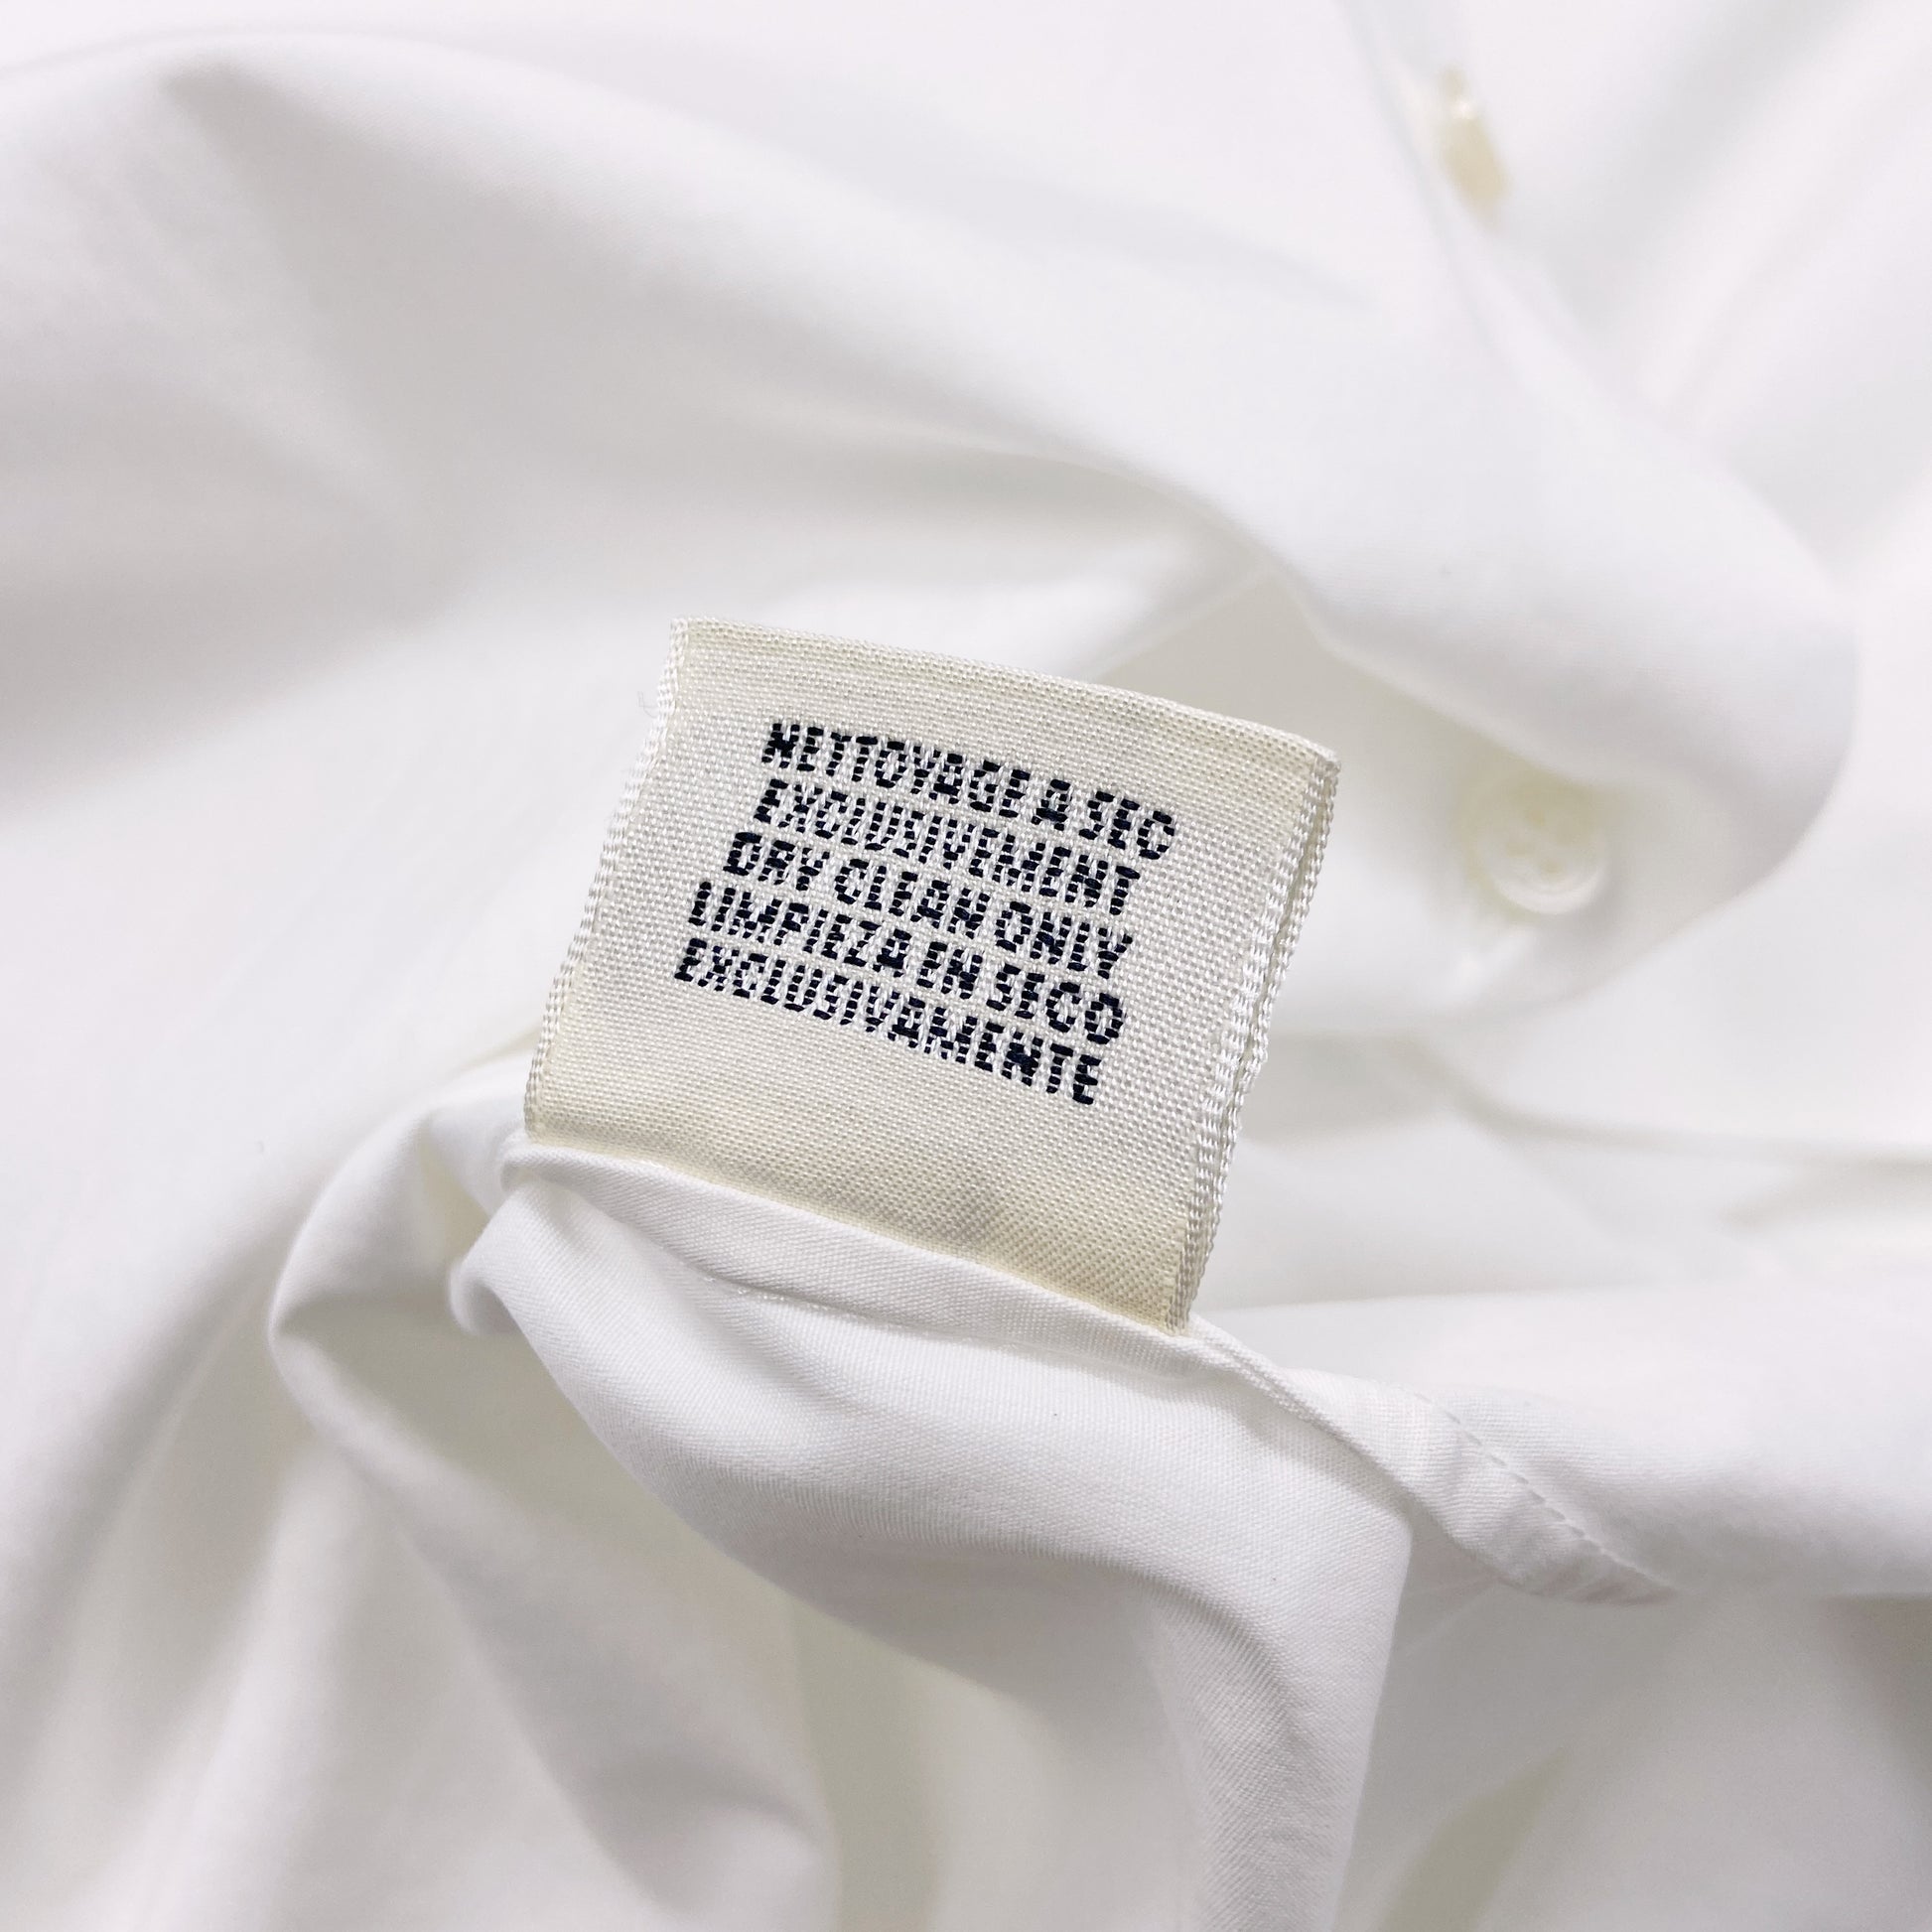 NETTOYAGE A SEC
EXCLUSIVEMENT
DRY CLEAN ONLY
LIMPIEZA EN SECO
EXCLUSIVAMENTE